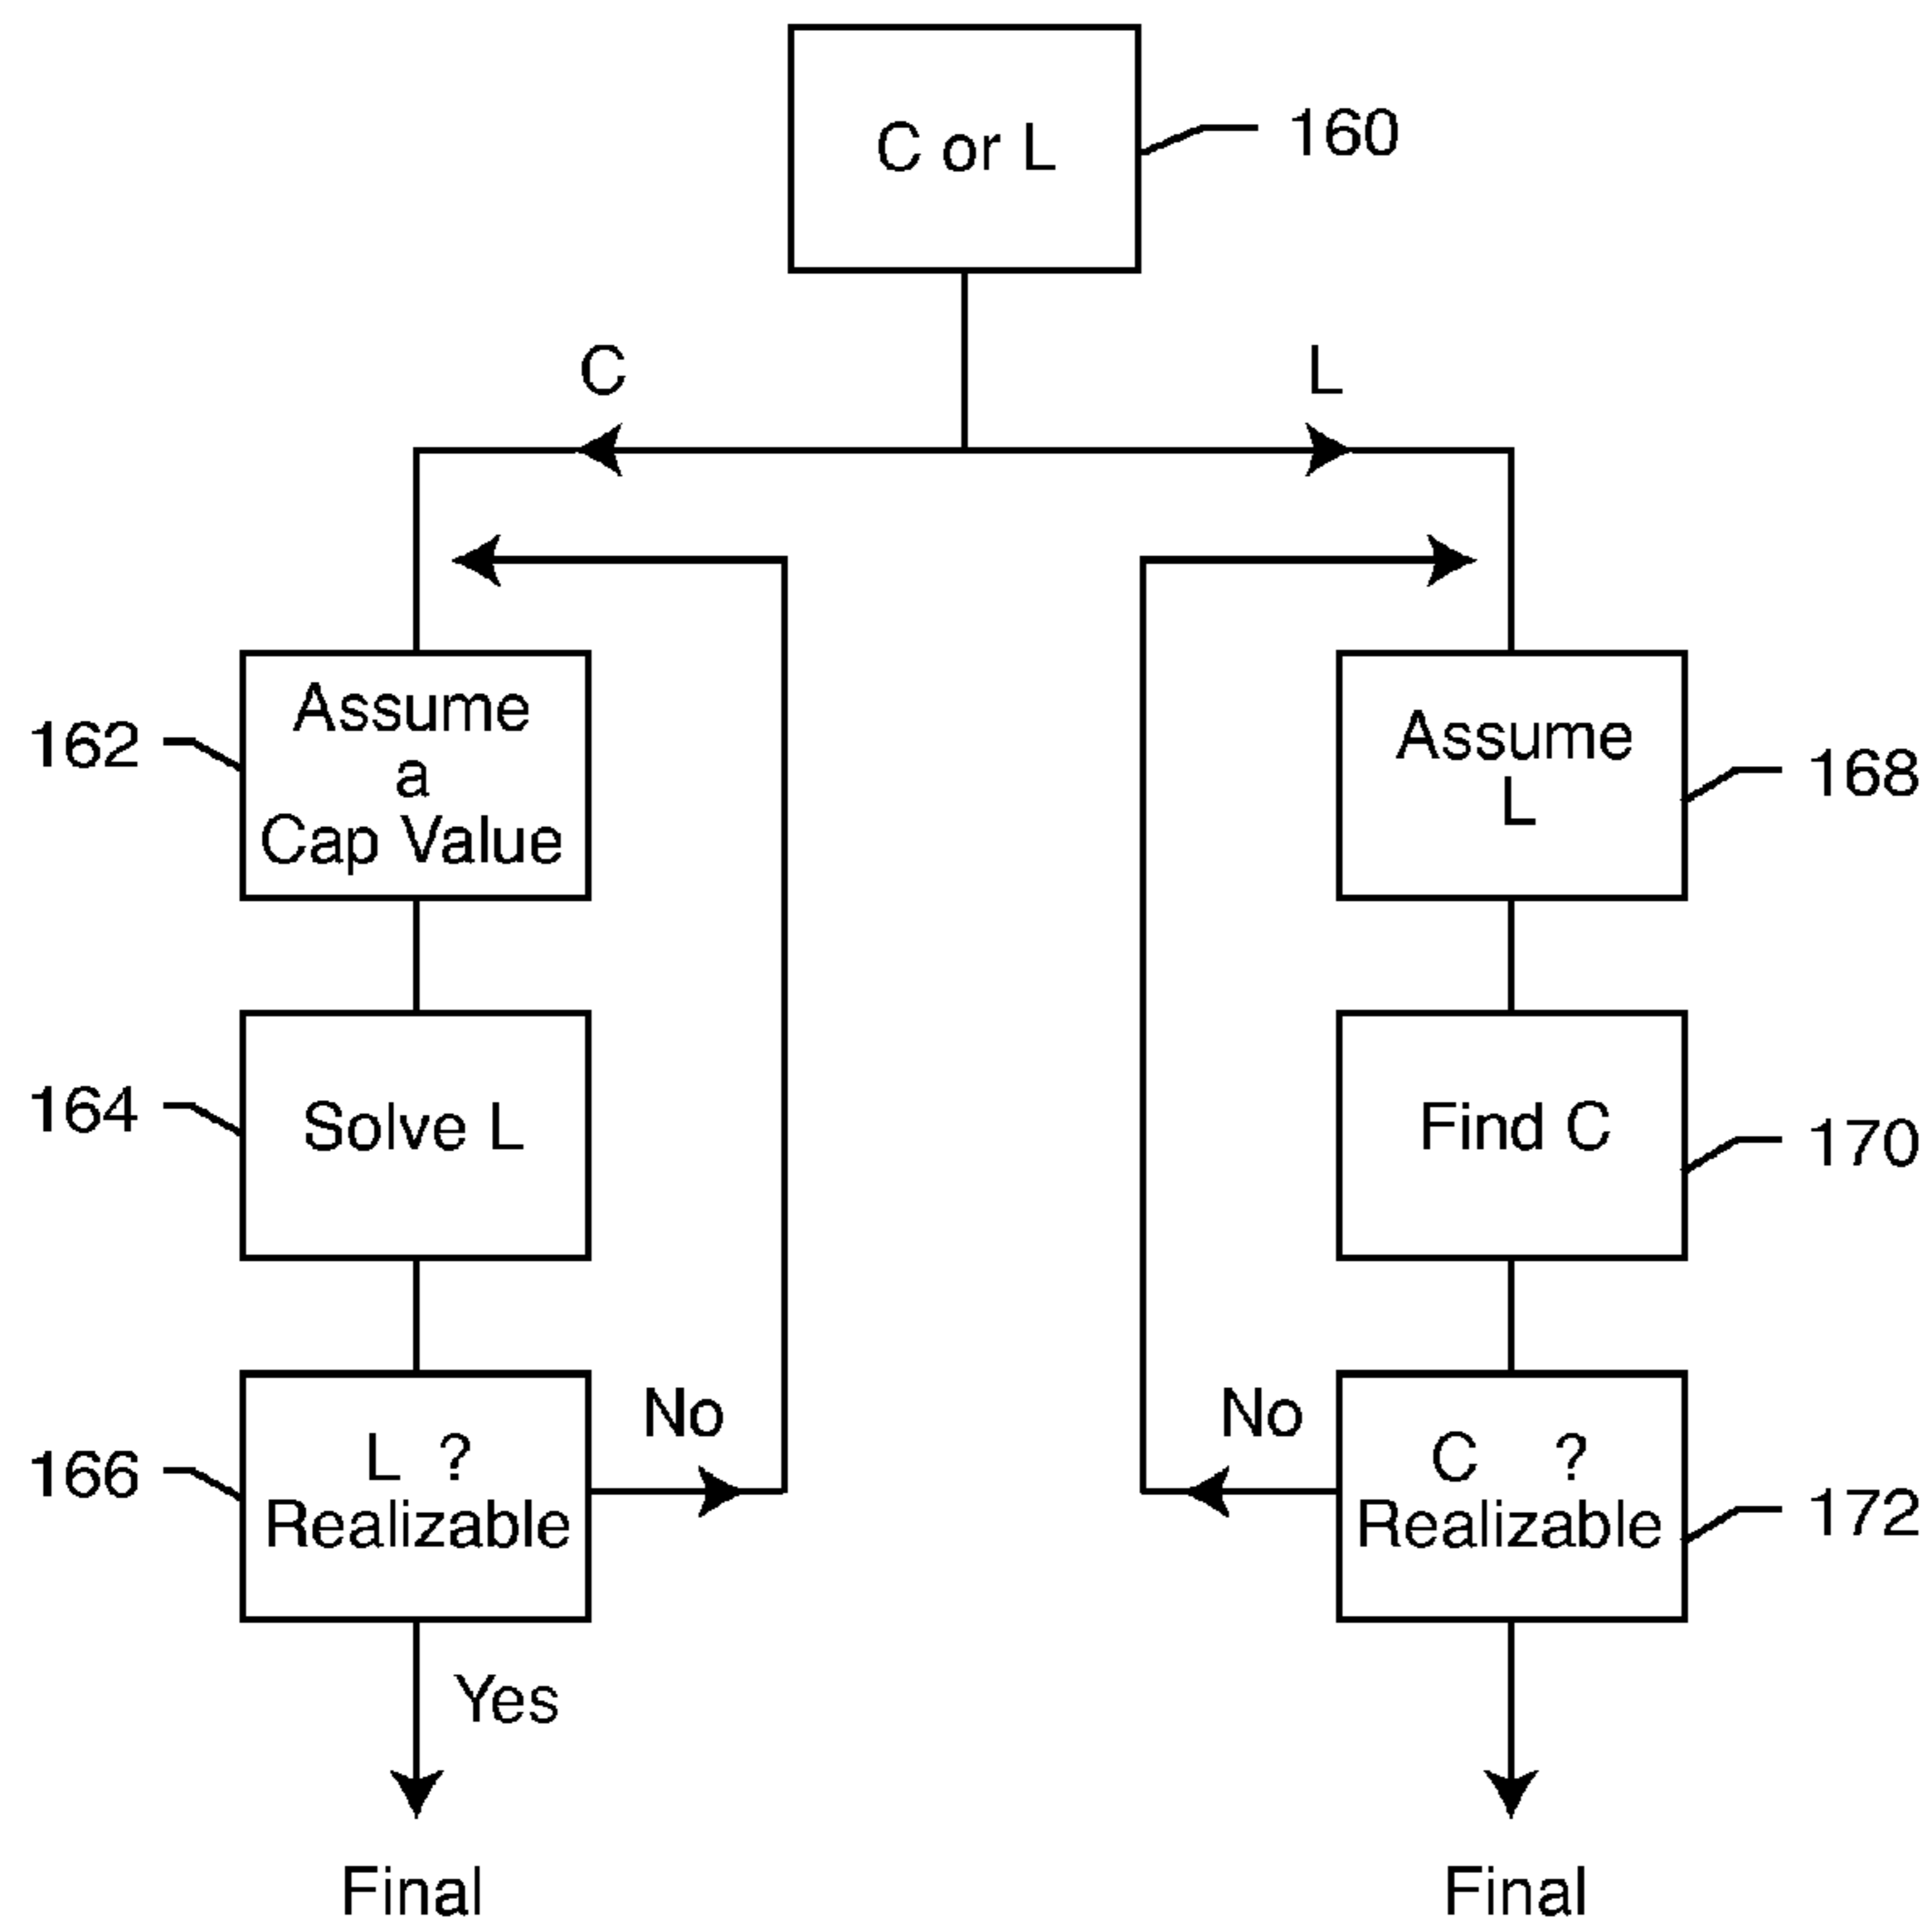 C or L
160
C
L
162
Assume
a
Cap Value
Assume
L
168
164
Solve L
Find C
170
166
L ?
Realizable
No
No
C ?
Realizable
172
Yes
Final
Final